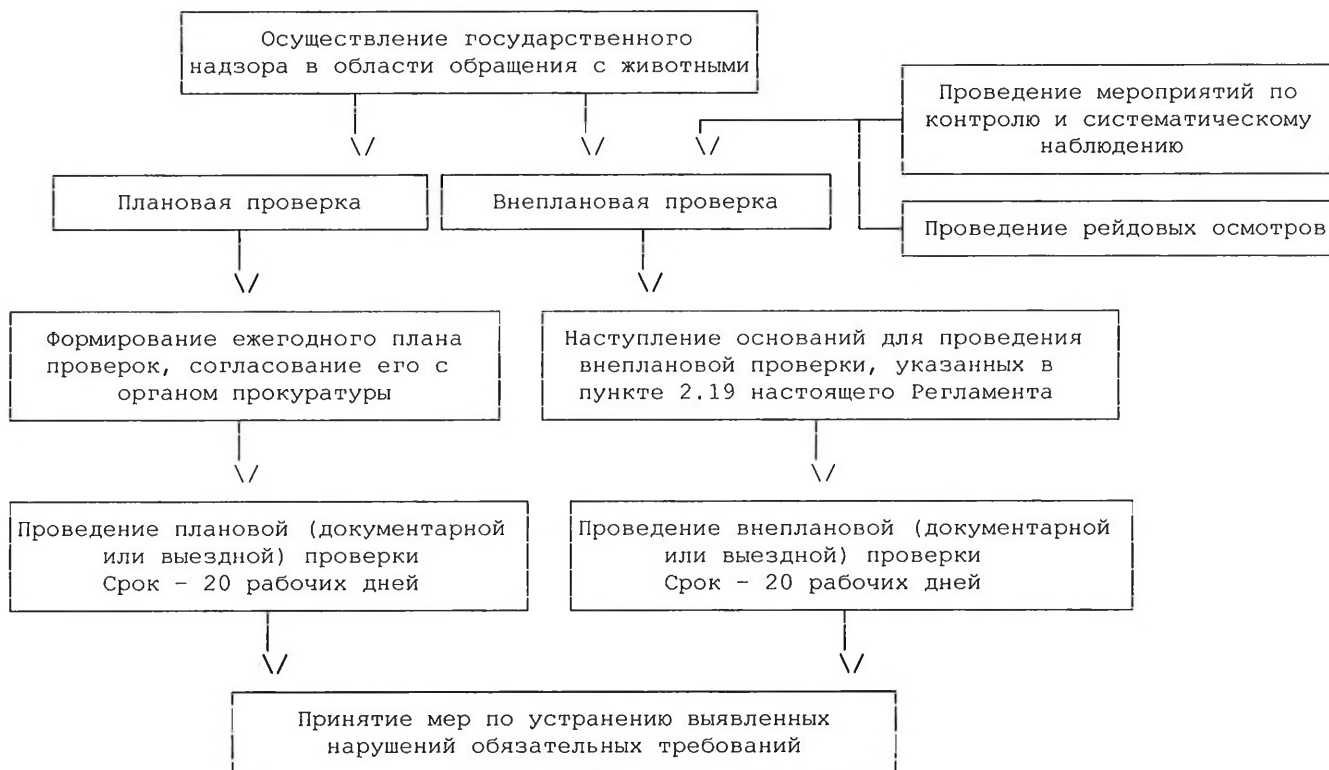 Осуществление государственного
надзора в области обращения с животными
Проведение мероприятий по
контролю и систематическому
наблюдению
Плановая проверка
Внеплановая проверка
Проведение рейдовых осмотров
Формирование ежегодного плана
проверок, согласование его с
органом прокуратуры
Наступление оснований для проведения
внеплановой проверки, указанных в
пункте 2.19 настоящего Регламента
Проведение плановой (документарной
или выездной) проверки
Срок – 20 рабочих дней
Проведение внеплановой (документарной
или выездной) проверки
Срок – 20 рабочих дней
Принятие мер по устранению выявленных
нарушений обязательных требований